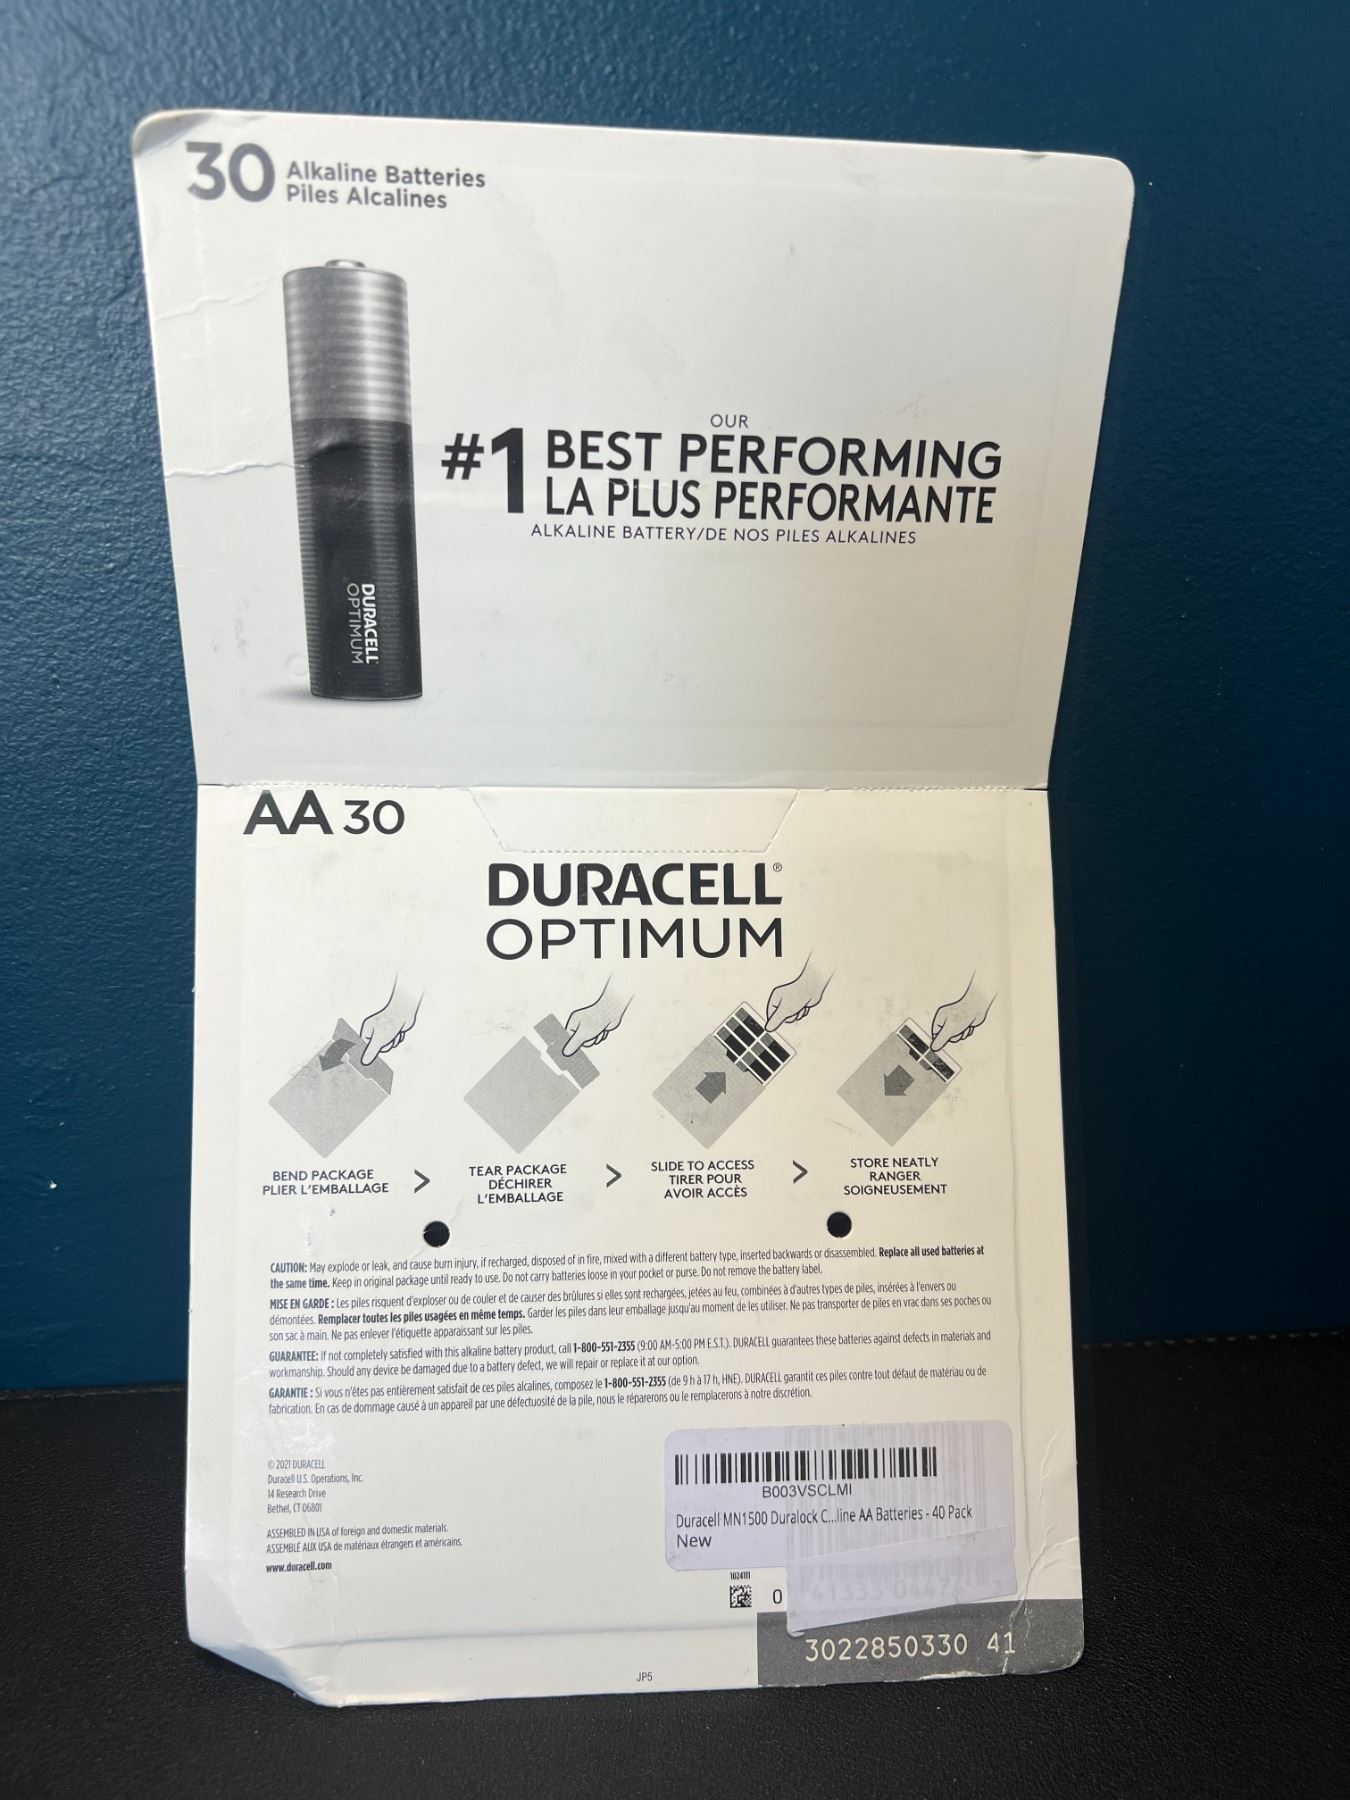 30 Alkaline Batteries
Piles Alcalines
OUR
#1 BEST PERFORMING
LA PLUS PERFORMANTE
ALKALINE BATTERY/DE NOS PILES ALKALINES
DURACELL
OPTIMUM
AA 30
DURACELL®
OPTIMUM
BEND PACKAGE
PLIER L'EMBALLAGE
>
TEAR PACKAGE
DÉCHIRER
L'EMBALLAGE
>
SLIDE TO ACCESS
TIRER POUR
AVOIR ACCÈS
>
STORE NEATLY
RANGER
SOIGNEUSEMENT
CAUTION: May explode or leak, and cause burn injury, if recharged, disposed of in fire, mixed with a different battery type, inserted backwards or disassembled. Replace all used batteries at
the same time. Keep in original package until ready to use. Do not carry batteries loose in your pocket or purse. Do not remove the battery label.
MISE EN GARDE : Les piles risquent d'exploser ou de couler et de causer des brûlures si elles sont rechargées, jetées au feu, combinées à d'autres types de piles, insérées à l'envers ou
démontées. Remplacer toutes les piles usagées en même temps. Garder les piles dans leur emballage jusqu'au moment de les utiliser. Ne pas transporter de piles en vrac dans ses poches ou
son sac à main. Ne pas enlever l'étiquette apparaissant sur les piles.
GUARANTEE: If not completely satisfied with this alkaline battery product, call 1-800-551-2355 (9:00 AM-5:00 PM E.S.T.). DURACELL guarantees these batteries against defects in materials and
workmanship. Should any device be damaged due to a battery defect, we will repair or replace it at our option.
GARANTIE : Si vous n'êtes pas entièrement satisfait de ces piles alcalines, composez le 1-800-551-2355 (de 9 h à 17 h, HNE). DURACELL garantit ces piles contre tout défaut de matériau ou de
fabrication. En cas de dommage causé à un appareil par une défectuosité de la pile, nous le réparerons ou le remplacerons à notre discrétion.
© 2021 DURACELL
Duracell U.S. Operations, Inc.
14 Research Drive
Bethel, CT 06801
ASSEMBLED IN USA of foreign and domestic materials.
ASSEMBLÉ AUX USA de matériaux étrangers et américains.
www.duracell.com
B003VSCLMI
Duracell MN1500 Duralock C...line AA Batteries - 40 Pack
New
1024111
0
3022850330 41
JP5